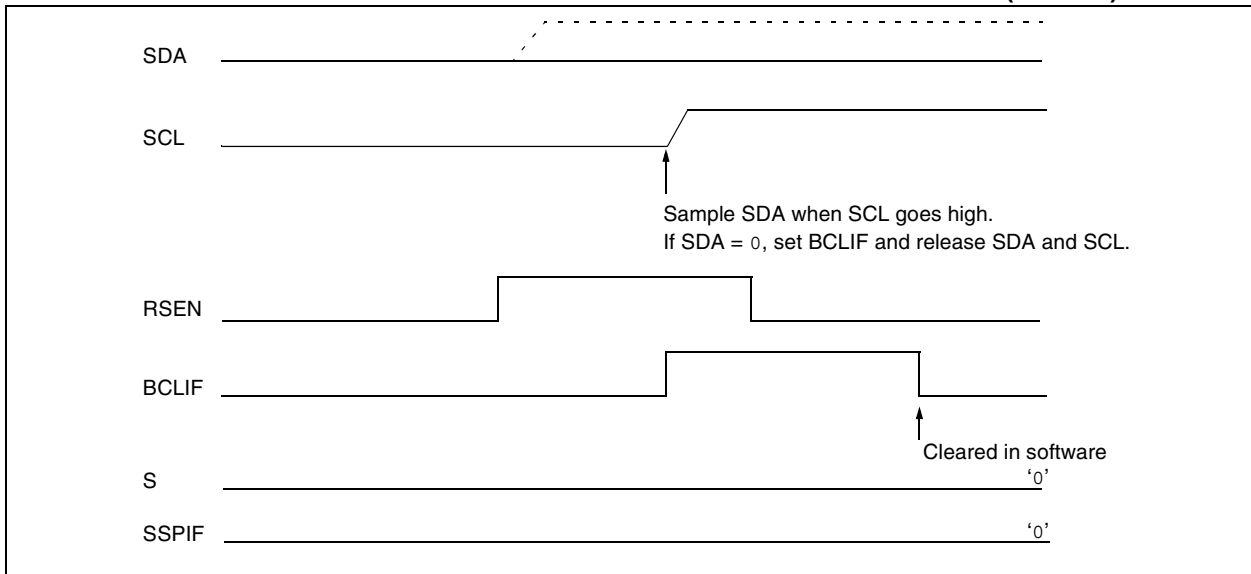 SDA
SCL
Sample SDA when SCL goes high.
If SDA = 0, set BCLIF and release SDA and SCL.
RSEN
BCLIF
Cleared in software
S
‘0’
SSPIF
‘0’